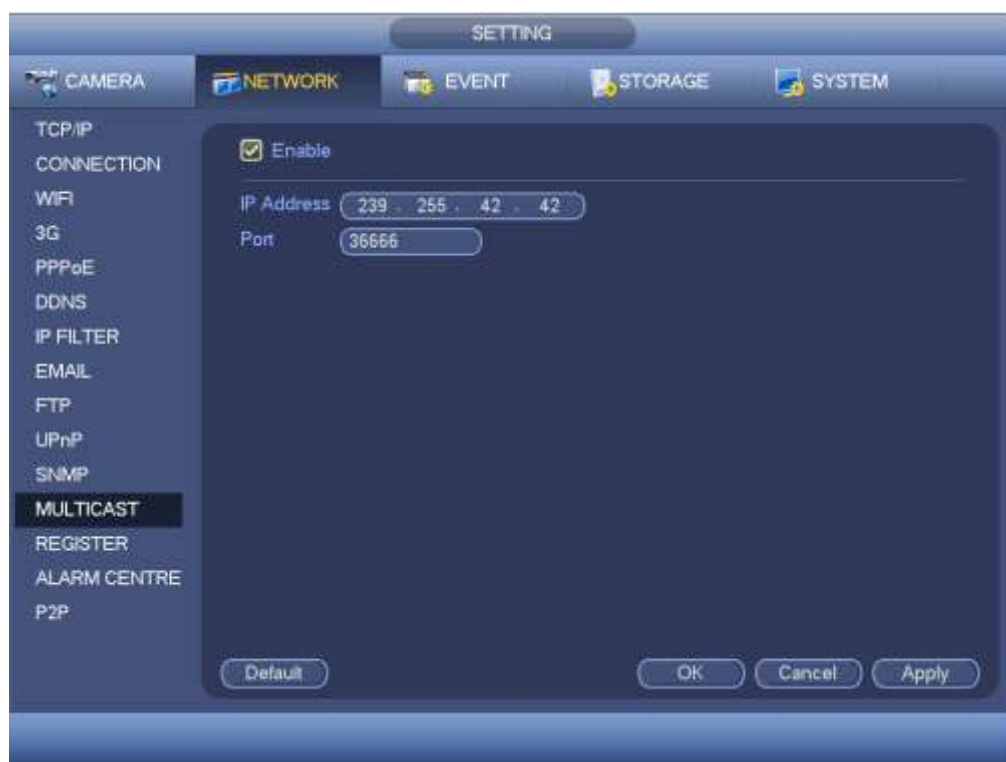 SETTING
CAMERA NETWORK EVENT STORAGE SYSTEM
TCP/IP
CONNECTION
WIFI
3G
PPPoE
DDNS
IP FILTER
EMAIL
FTP
UPnP
SNMP
MULTICAST
REGISTER
ALARM CENTRE
P2P
Enable
IP Address 239 . 255 . 42 . 42
Port 36666
Default OK Cancel Apply